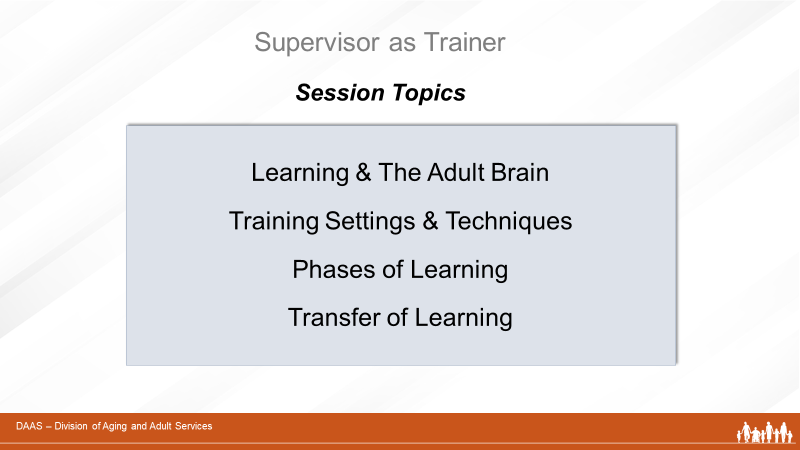 Supervisor as Trainer
Session Topics
Learning & The Adult Brain
Training Settings & Techniques
Phases of Learning
Transfer of Learning
DAAS – Division of Aging and Adult Services